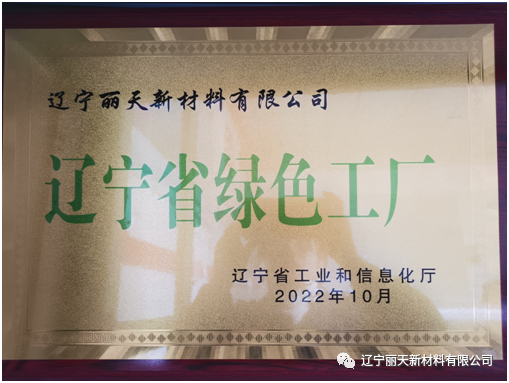 辽宁丽天新材料有限公司
辽宁省绿色工厂
辽宁省工业和信息化厅
2022年10月
辽宁丽天新材料有限公司